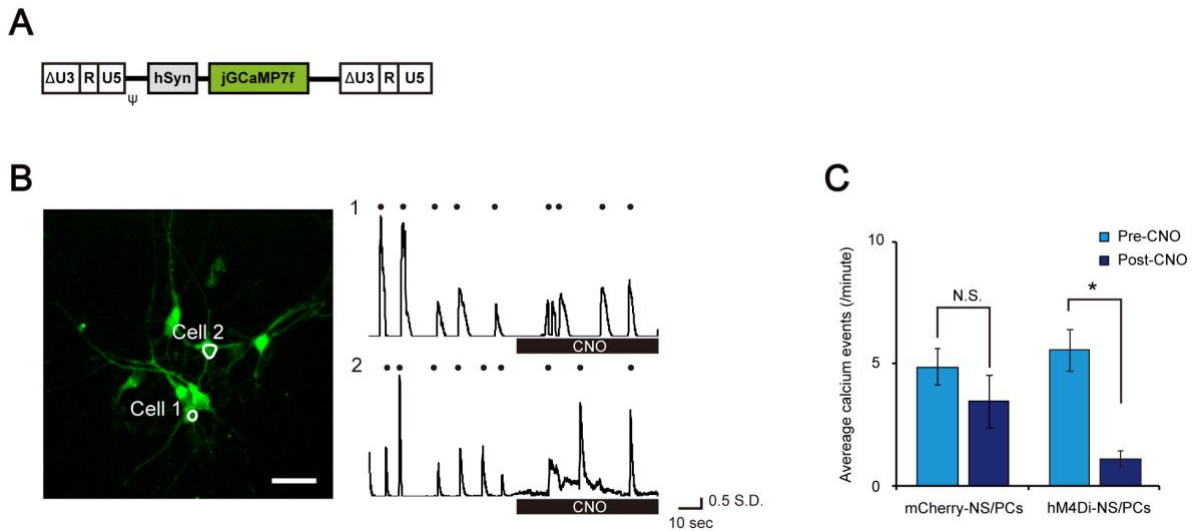 A
ΔU3 R U5 hSyn jGCaMP7f ΔU3 R U5
ψ
B
Cell 2
Cell 1
1
CNO
2
CNO
0.5 S.D.
10 sec
C
Avereage calcium events (/minute)
10
5
0
Pre-CNO
Post-CNO
N.S.
*
mCherry-NS/PCs hM4Di-NS/PCs